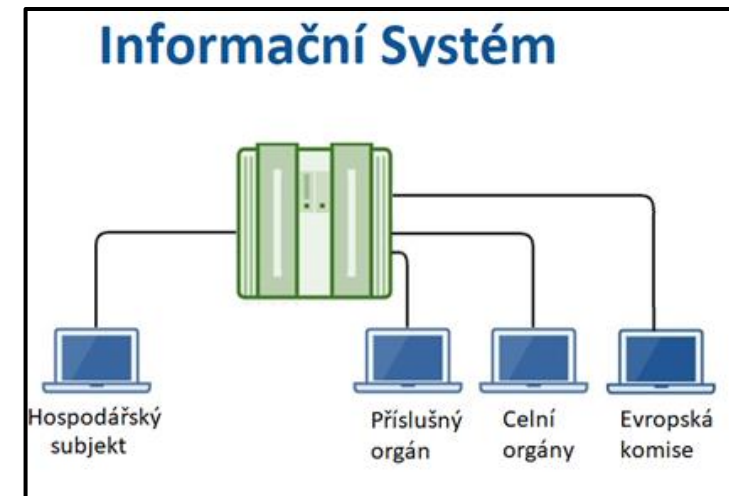 Informační Systém
Hospodářský
subjekt
Příslušný
orgán
Celní
orgány
Evropská
komise